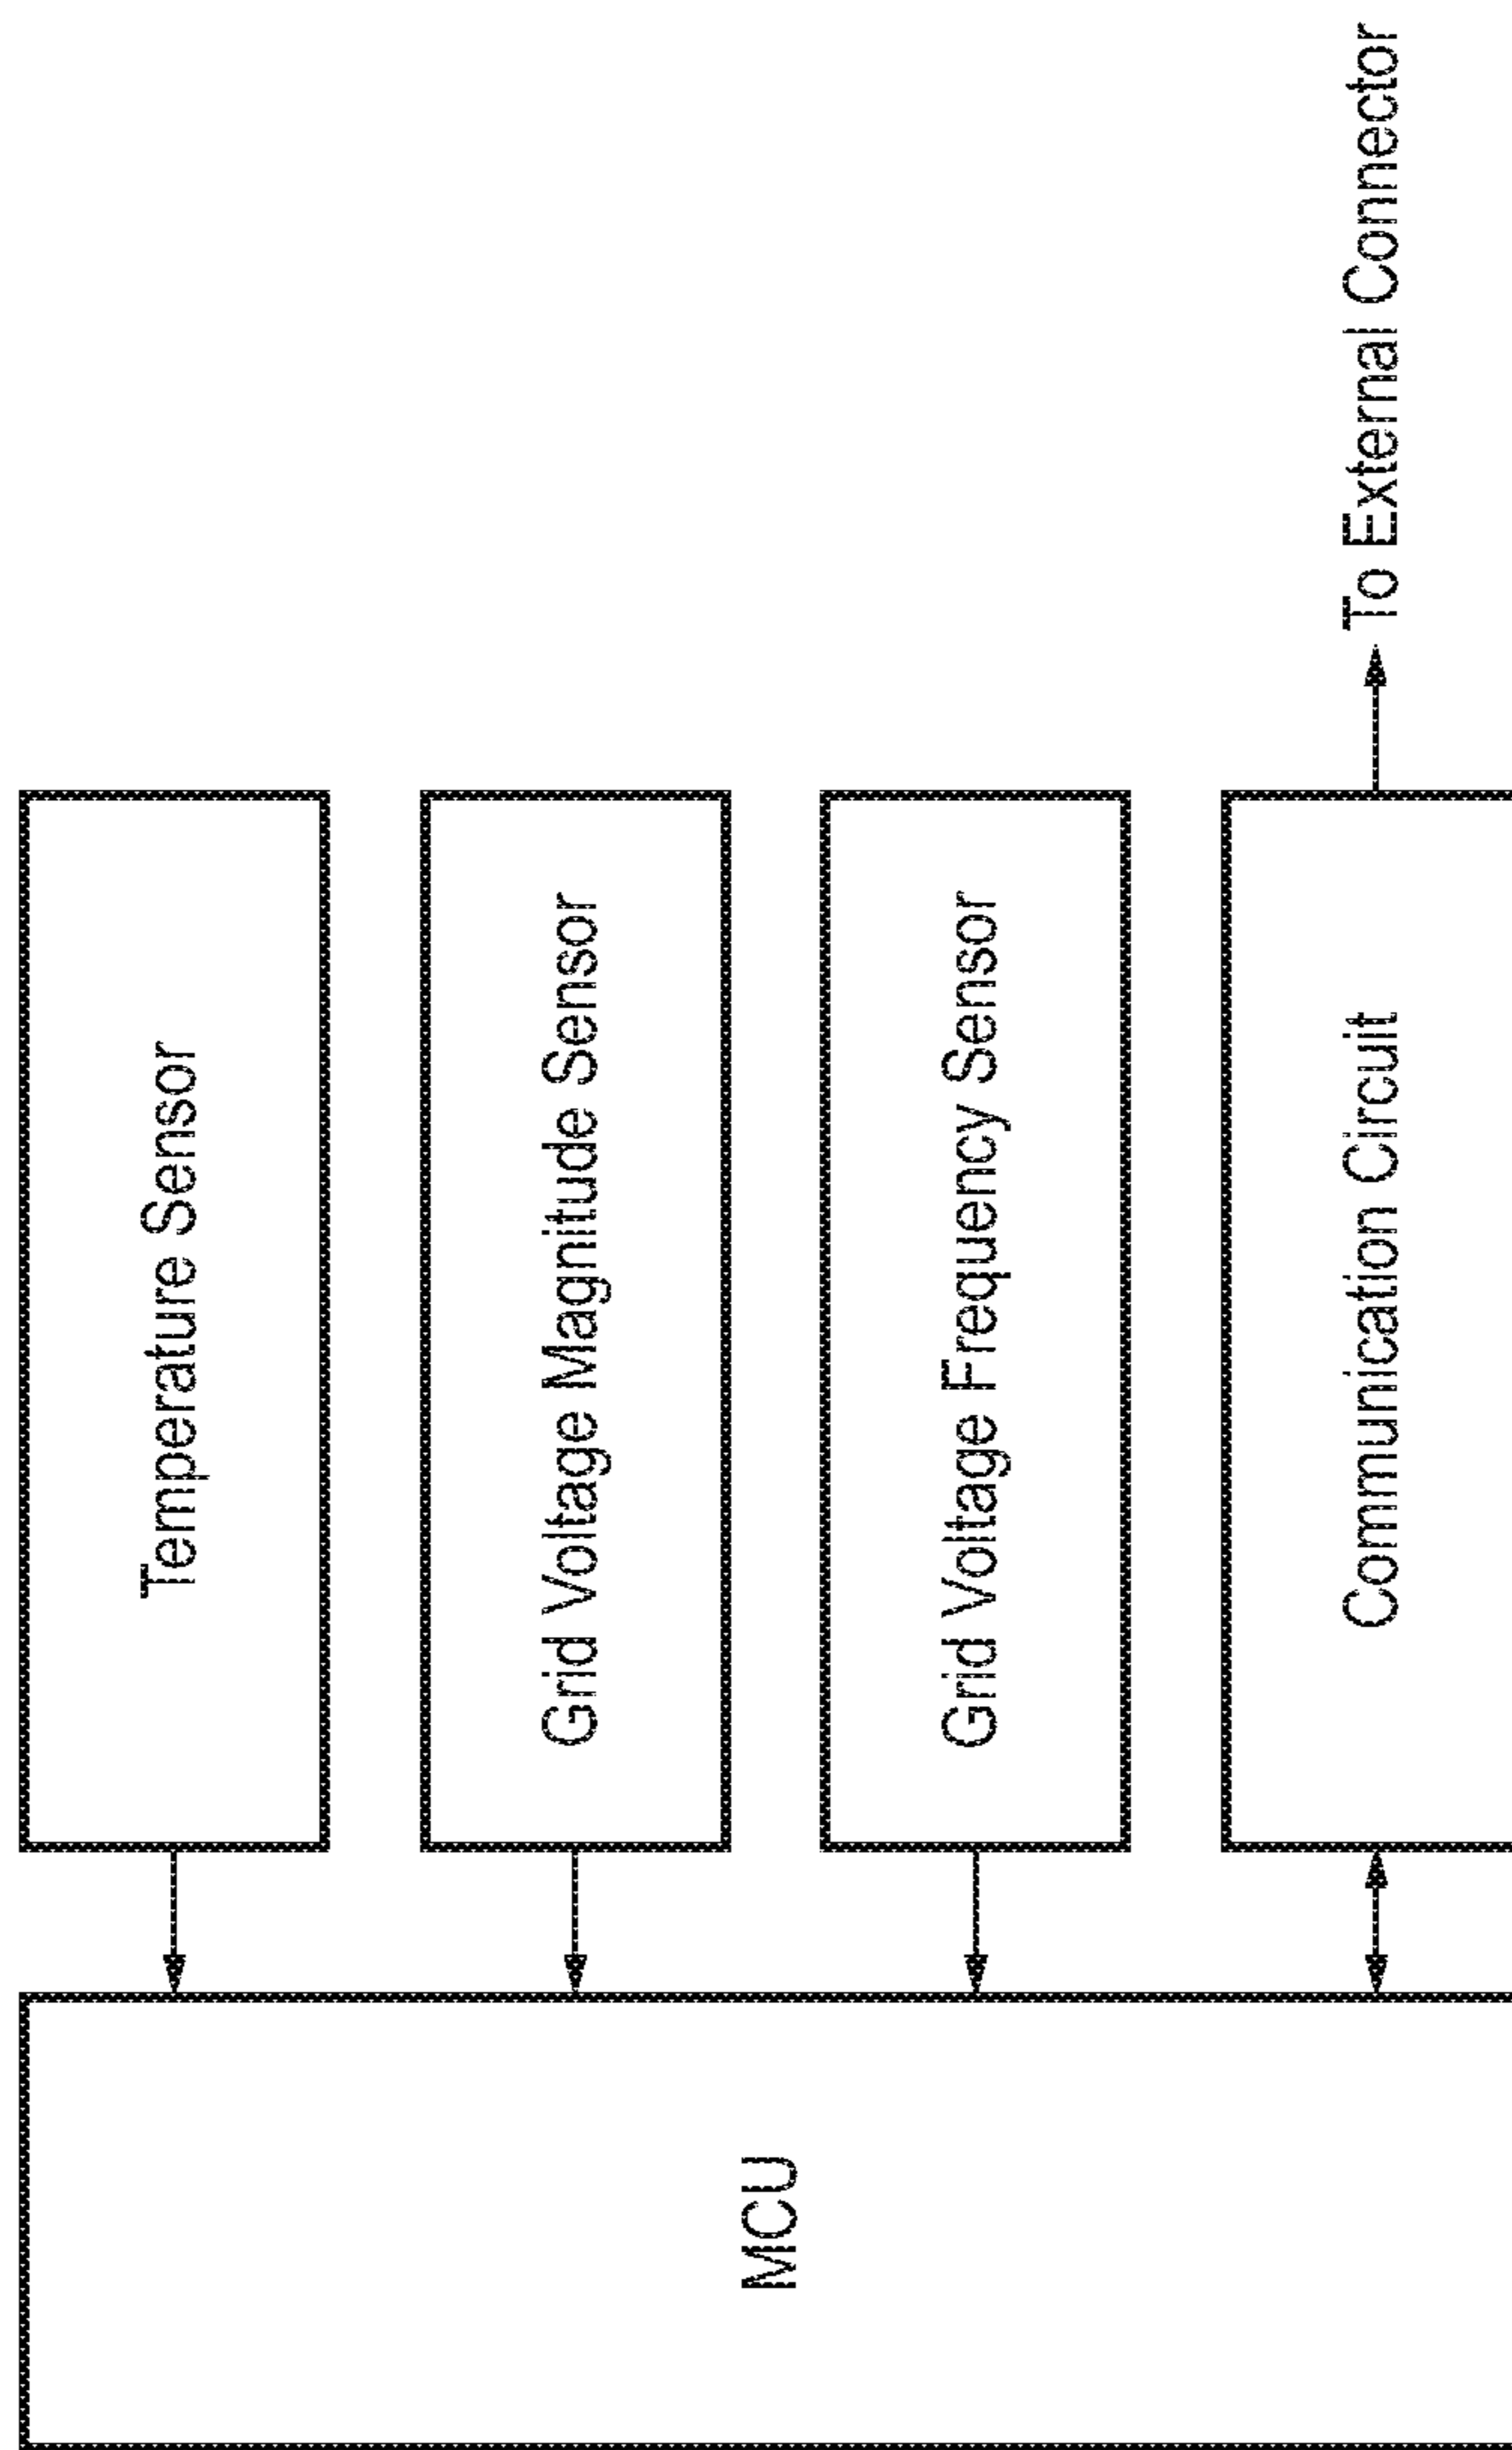 MCU
Temperature Sensor
Grid Voltage Magnitude Sensor
Grid Voltage Frequency Sensor
Communication Circuit
To External Connector